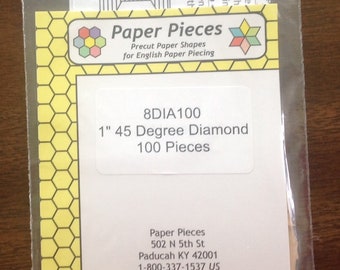 Paper Pieces
Precut Paper Shapes
for English Paper Piecing
8DIA100
1" 45 Degree Diamond
100 Pieces
Paper Pieces
502 N 5th St
Paducah KY 42001
1-800-337-1537 US